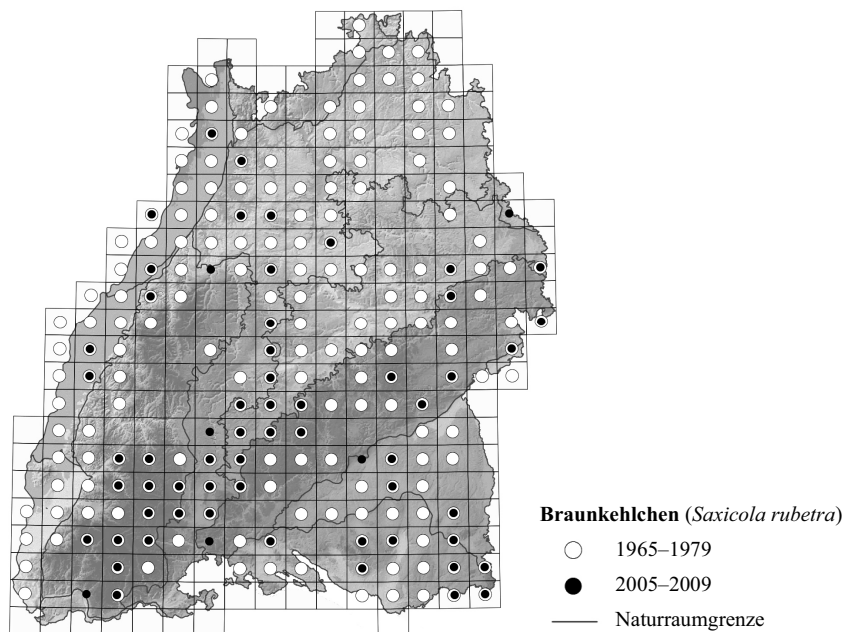 Braunkehlchen (Saxicola rubetra)
1965–1979
2005–2009
Naturraumgrenze